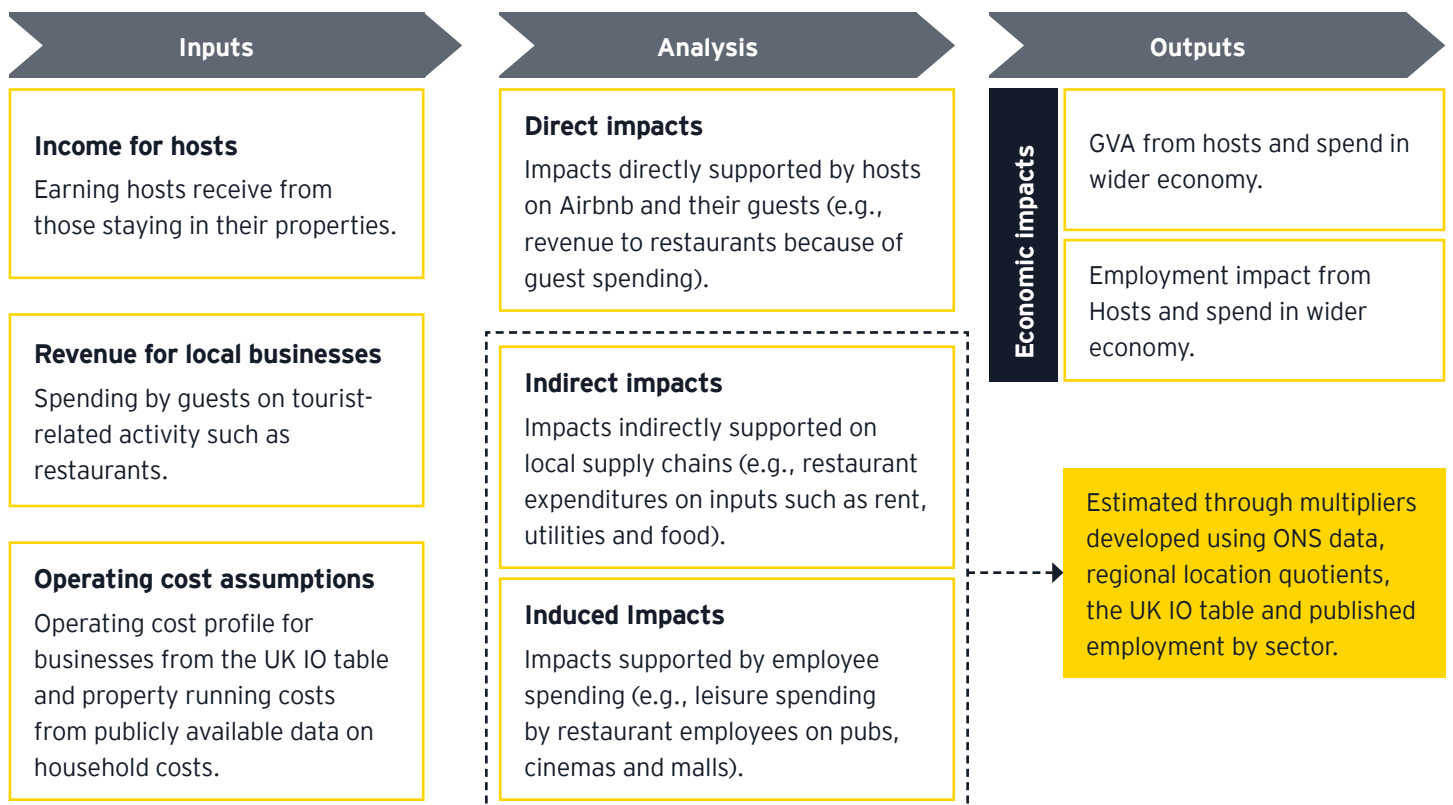 Inputs
Analysis
Outputs
Income for hosts
Earning hosts receive from
those staying in their properties.
Revenue for local businesses
Spending by guests on tourist-
related activity such as
restaurants.
Operating cost assumptions
Operating cost profile for
businesses from the UK IO table
and property running costs
from publicly available data on
household costs.
Direct impacts
Impacts directly supported by hosts
on Airbnb and their guests (e.g.,
revenue to restaurants because of
guest spending).
Indirect impacts
Impacts indirectly supported on
local supply chains (e.g., restaurant
expenditures on inputs such as rent,
utilities and food).
Induced Impacts
Impacts supported by employee
spending (e.g., leisure spending
by restaurant employees on pubs,
cinemas and malls).
Economic impacts
GVA from hosts and spend in
wider economy.
Employment impact from
Hosts and spend in wider
economy.
Estimated through multipliers
developed using ONS data,
regional location quotients,
the UK IO table and published
employment by sector.